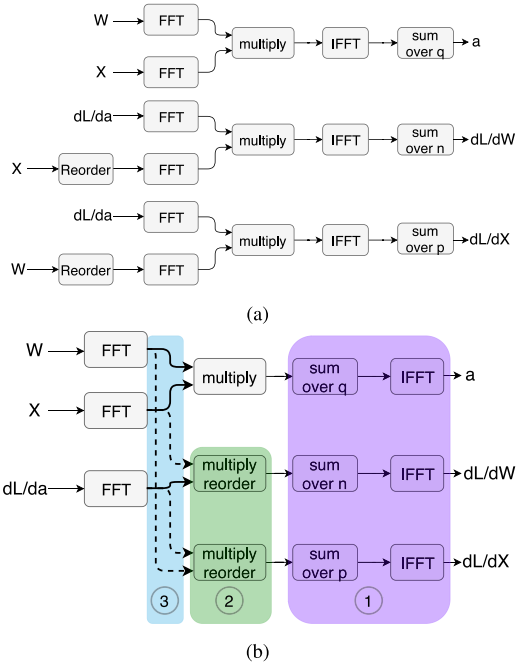 W
FFT
X
FFT
multiply
IFFT
sum
over q
a
dL/da
FFT
X
Reorder
FFT
multiply
IFFT
sum
over n
dL/dW
dL/da
FFT
W
Reorder
FFT
multiply
IFFT
sum
over p
dL/dX
(a)
W
FFT
X
FFT
multiply
sum
over q
IFFT
a
dL/da
FFT
multiply
reorder
sum
over n
IFFT
dL/dW
multiply
reorder
sum
over p
IFFT
dL/dX
3
2
1
(b)